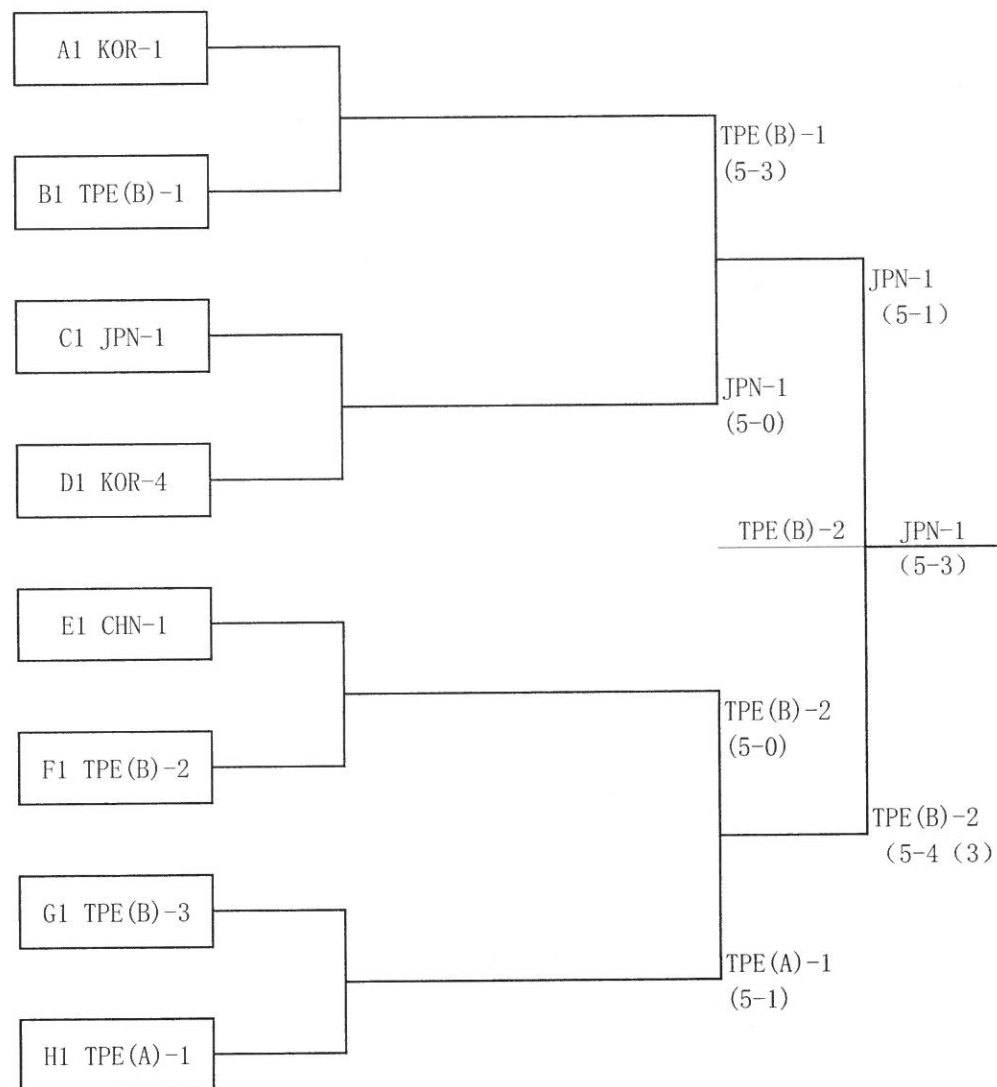 A1 KOR-1
TPE(B)-1
(5-3)
B1 TPE(B)-1
JPN-1
(5-1)
C1 JPN-1
JPN-1
(5-0)
D1 KOR-4
TPE(B)-2
JPN-1
(5-3)
E1 CHN-1
TPE(B)-2
(5-0)
F1 TPE(B)-2
TPE(B)-2
(5-4 (3)
G1 TPE(B)-3
TPE(A)-1
(5-1)
H1 TPE(A)-1